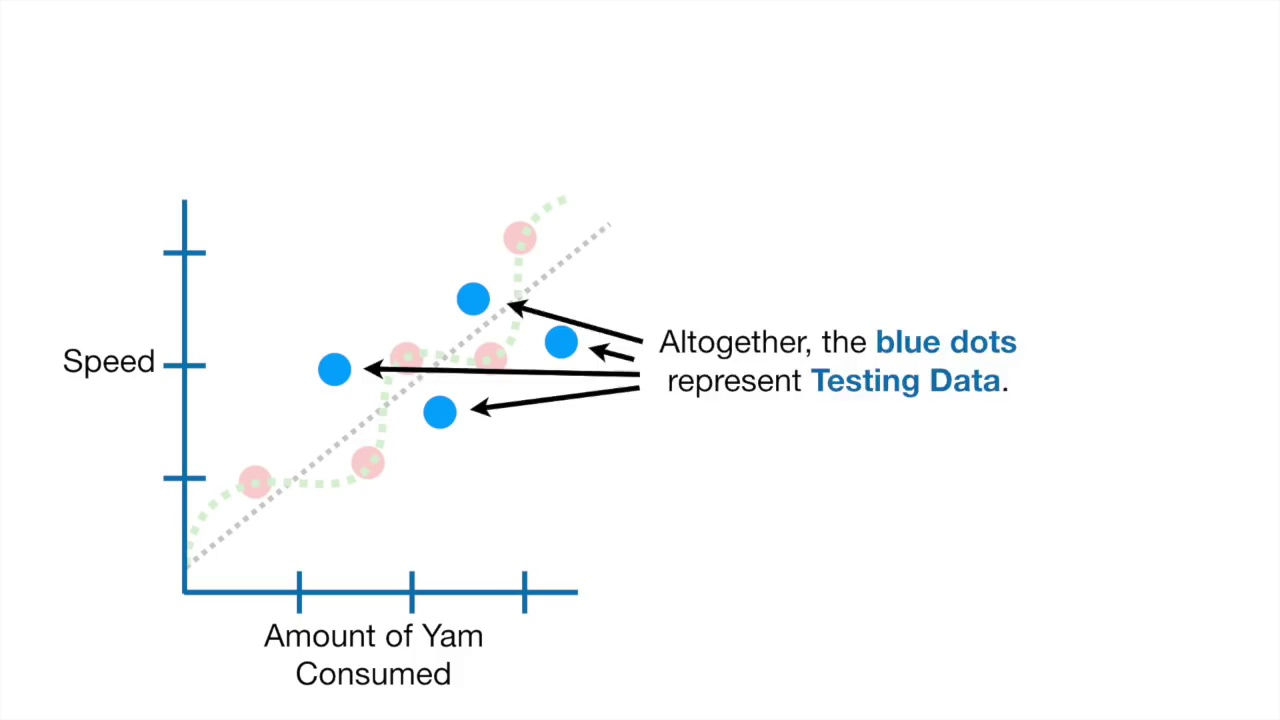 Altogether, the blue dots
represent Testing Data.
Speed
Amount of Yam
Consumed